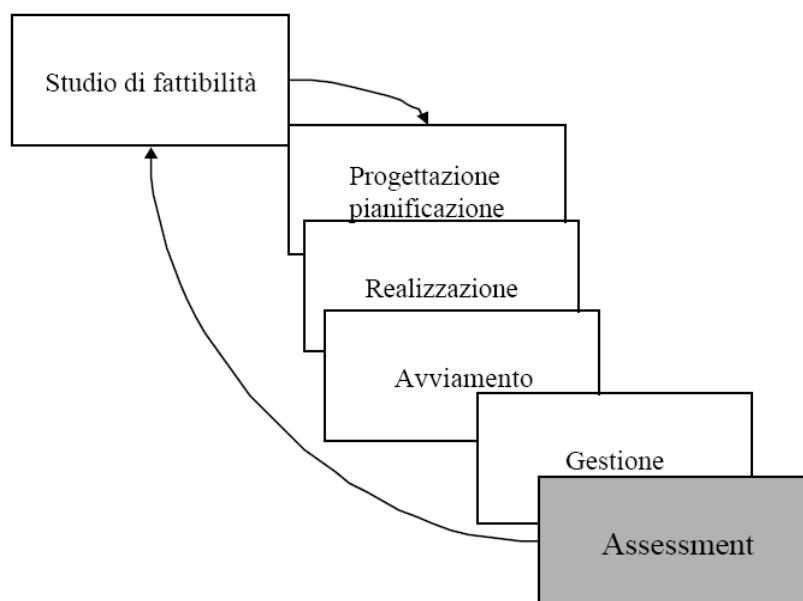 Studio di fattibilità
Progettazione
pianificazione
Realizzazione
Avviamento
Gestione
Assessment